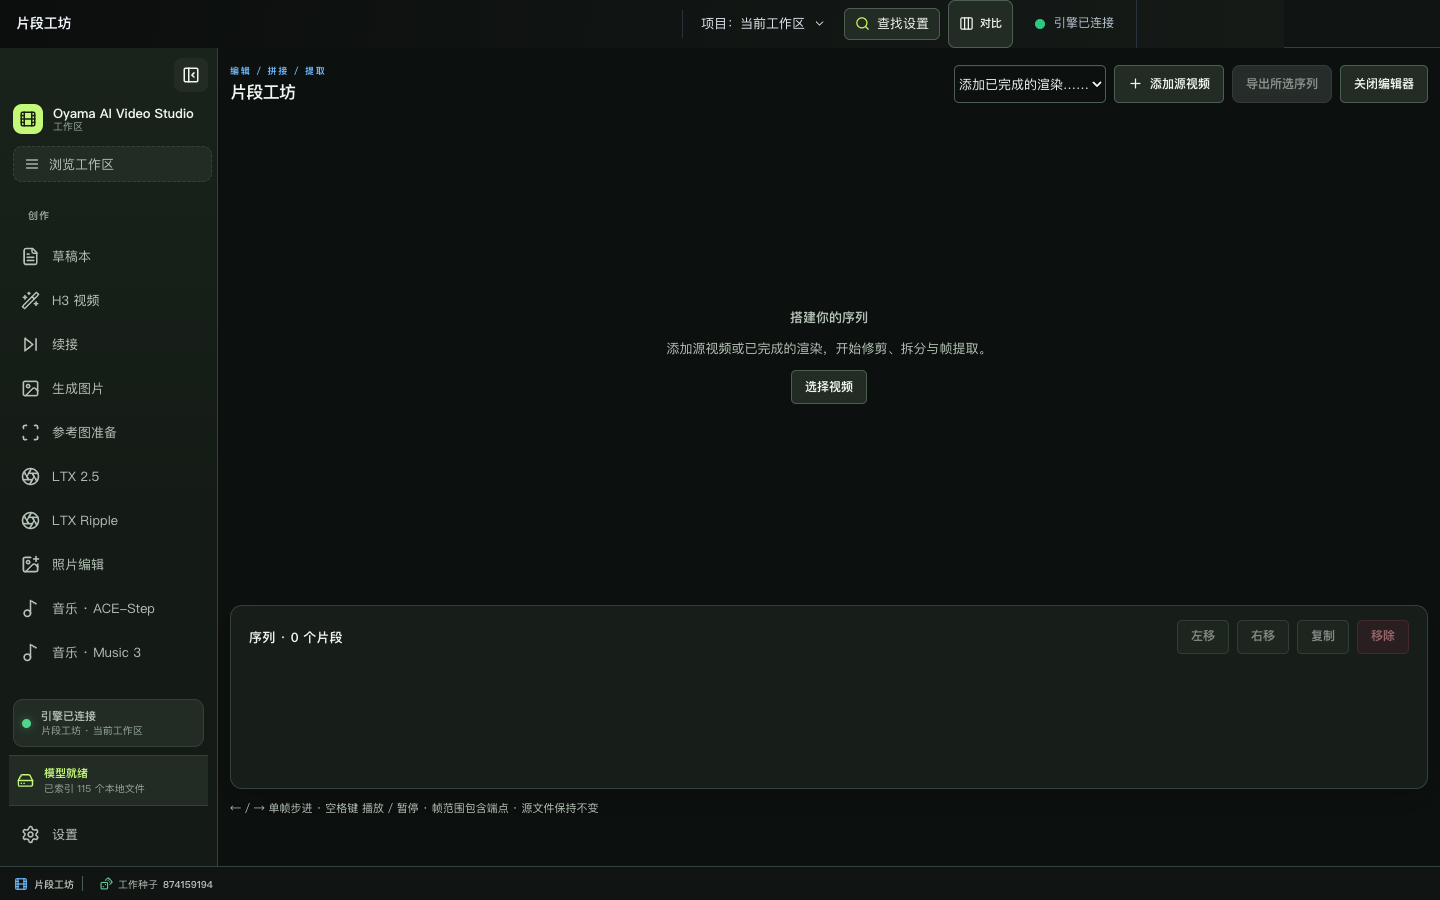 片段工坊
项目： 当前工作区
查找设置
对比
引擎已连接
Oyama AI Video Studio
工作区
浏览工作区
创作
草稿本
H3 视频
续接
生成图片
参考图准备
LTX 2.5
LTX Ripple
照片编辑
音乐 · ACE-Step
音乐 · Music 3
引擎已连接
片段工坊 · 当前工作区
模型就绪
已索引 115 个本地文件
设置
编辑 / 拼接 / 提取
片段工坊
添加已完成的渲染……
添加源视频
导出所选序列
关闭编辑器
搭建你的序列
添加源视频或已完成的渲染，开始修剪、拆分与帧提取。
选择视频
序列 · 0 个片段
左移
右移
复制
移除
← / → 单帧步进 · 空格键 播放 / 暂停 · 帧范围包含端点 · 源文件保持不变
片段工坊
工作种子 874159194